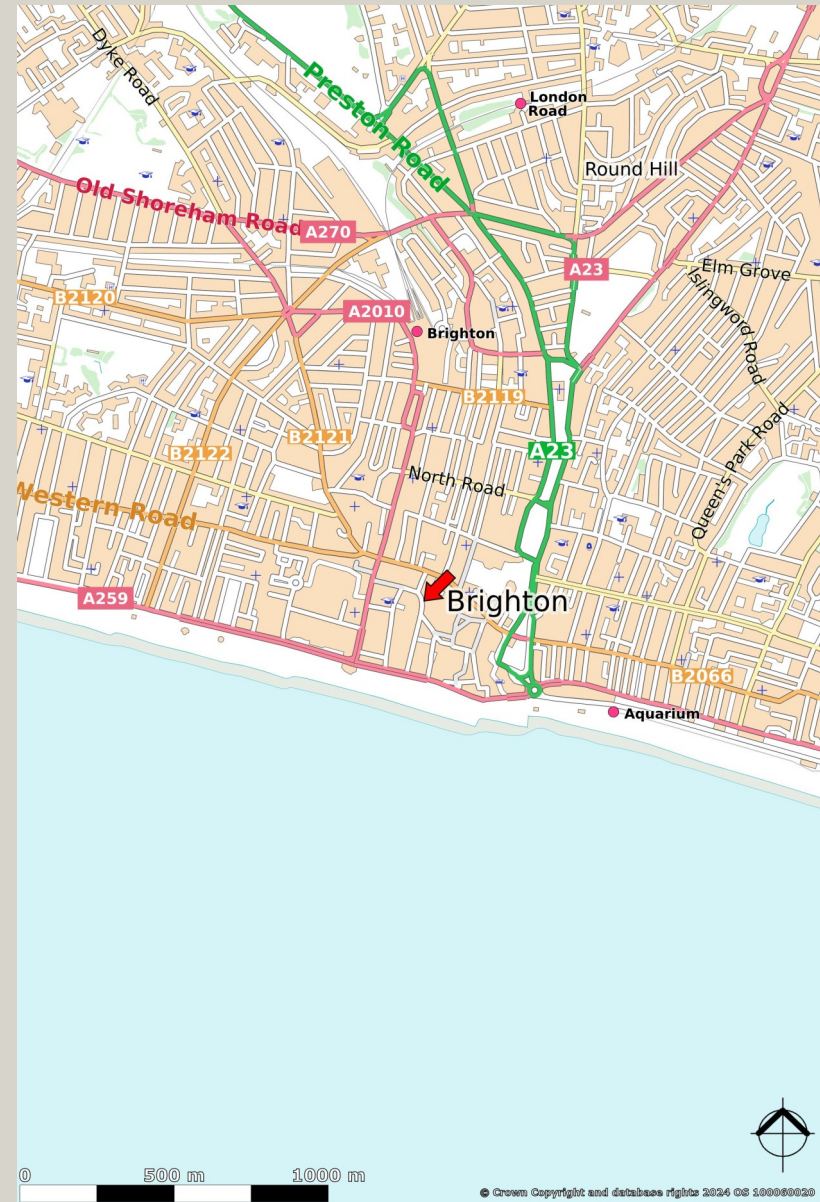 Dyke Road
Preston Road
London
Road
Round Hill
Old Shoreham Road
A270
A23
Elm Grove
B2120
Islingword Road
A2010
Brighton
B2119
Queen's Park Road
B2121
B2122
A23
North Road
Western Road
A259
Brighton
B2066
Aquarium
0
500 m
1000 m
© Crown Copyright and database rights 2024 OS 100060020